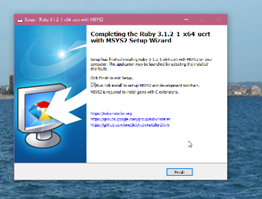 Setup - Ruby 3.1.2-1-x64 ucrt with MSYS2
Completing the Ruby 3.1.2-1-x64 ucrt
with MSYS2 Setup Wizard
Setup has finished installing Ruby 3.1.2-1-x64-ucrt with MSYS2 on your
computer. The application may be launched by selecting the installed
shortcuts.
Click Finish to exit Setup.
Run 'ridk install' to setup MSYS2 and development toolchain.
MSYS2 is required to install gems with C extensions.
https://rubyinstaller.org
Finish